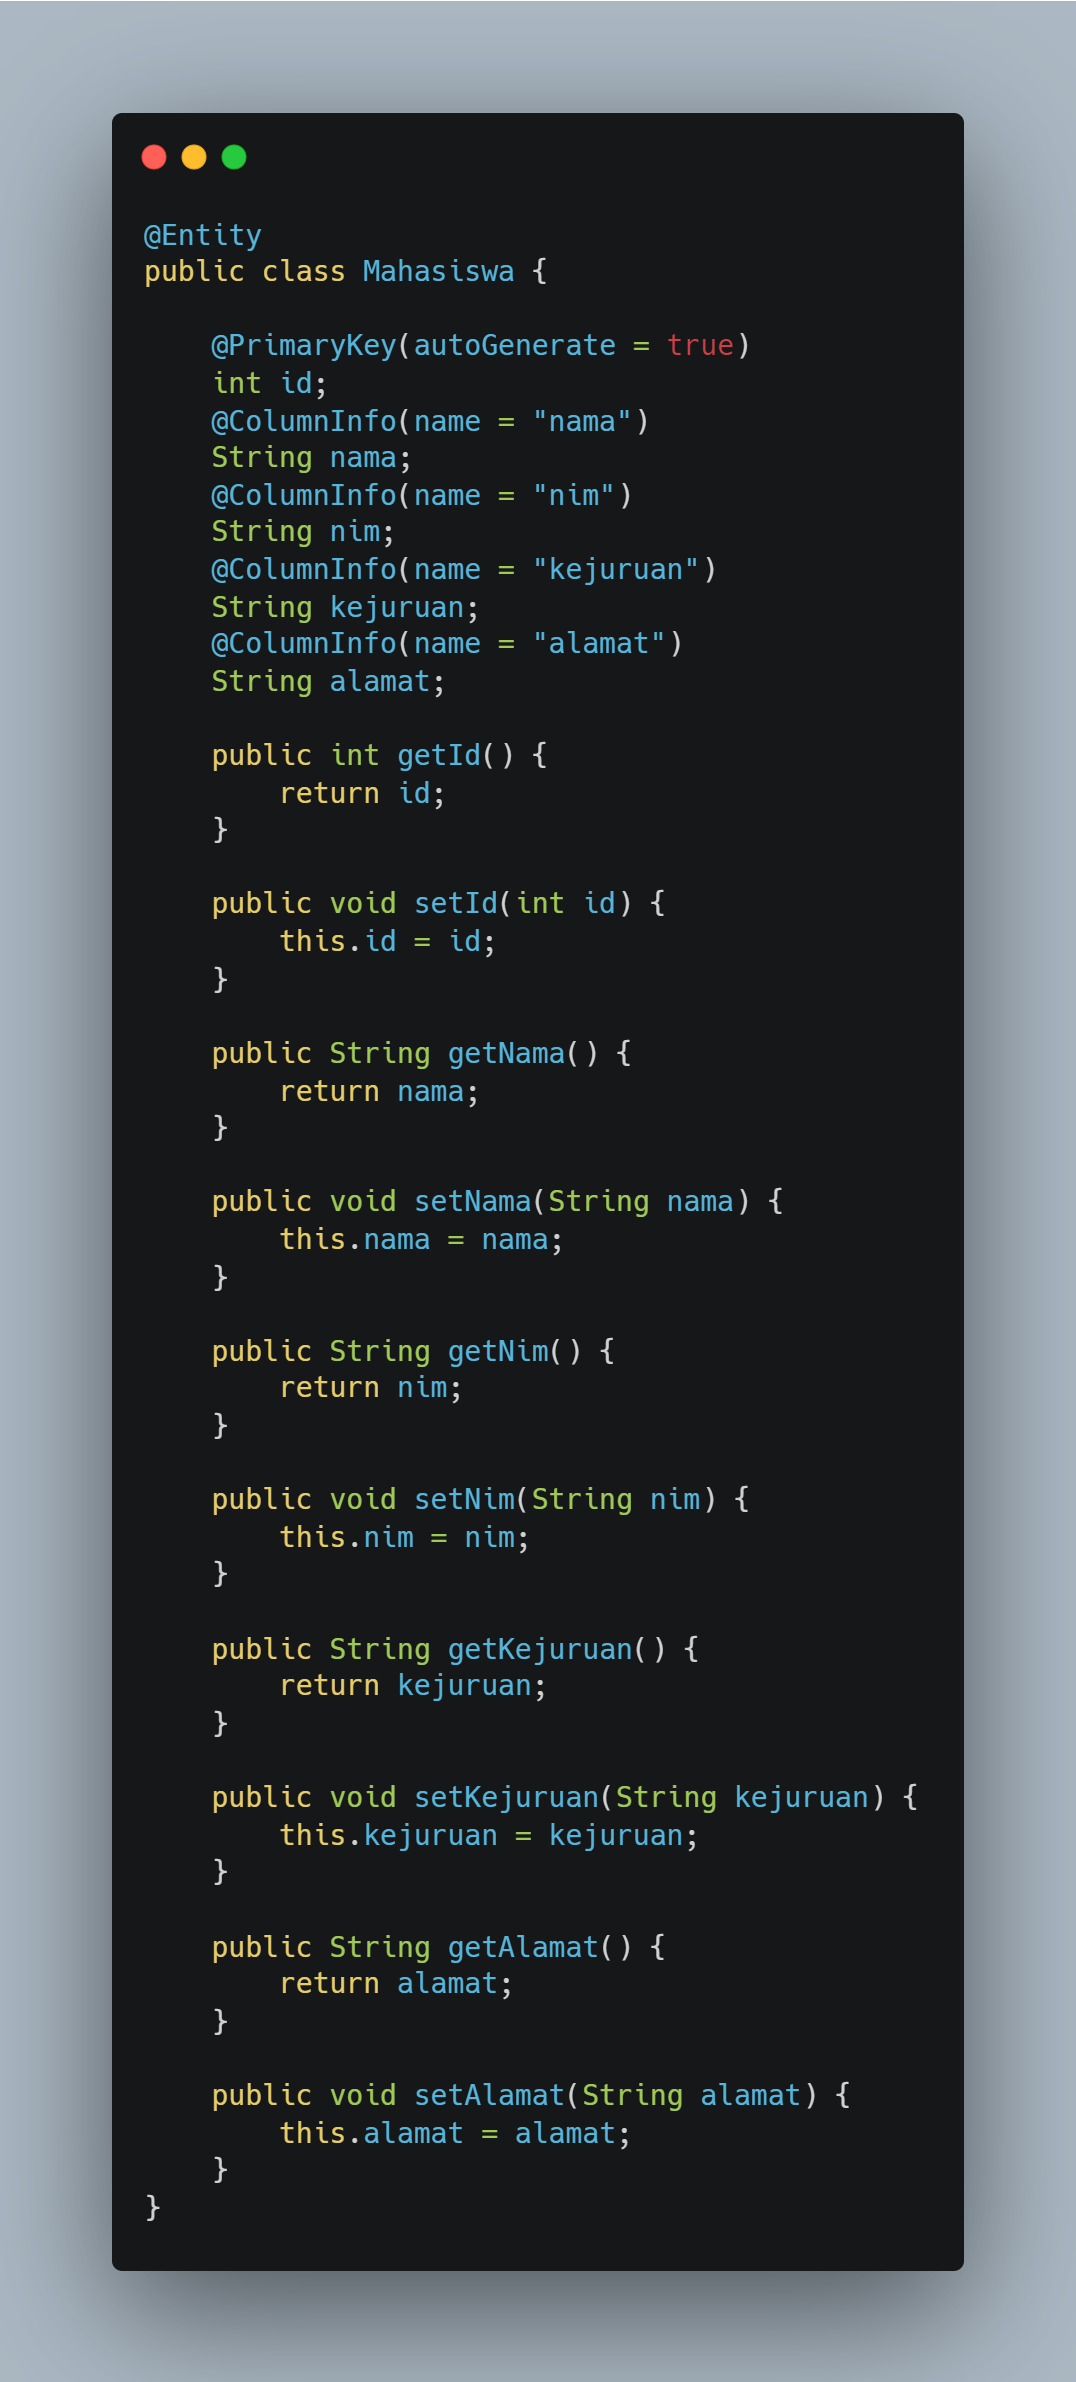 @Entity
public class Mahasiswa {

    @PrimaryKey(autoGenerate = true)
    int id;
    @ColumnInfo(name = "nama")
    String nama;
    @ColumnInfo(name = "nim")
    String nim;
    @ColumnInfo(name = "kejuruan")
    String kejuruan;
    @ColumnInfo(name = "alamat")
    String alamat;

    public int getId() {
        return id;
    }

    public void setId(int id) {
        this.id = id;
    }

    public String getNama() {
        return nama;
    }

    public void setNama(String nama) {
        this.nama = nama;
    }

    public String getNim() {
        return nim;
    }

    public void setNim(String nim) {
        this.nim = nim;
    }

    public String getKejuruan() {
        return kejuruan;
    }

    public void setKejuruan(String kejuruan) {
        this.kejuruan = kejuruan;
    }

    public String getAlamat() {
        return alamat;
    }

    public void setAlamat(String alamat) {
        this.alamat = alamat;
    }
}